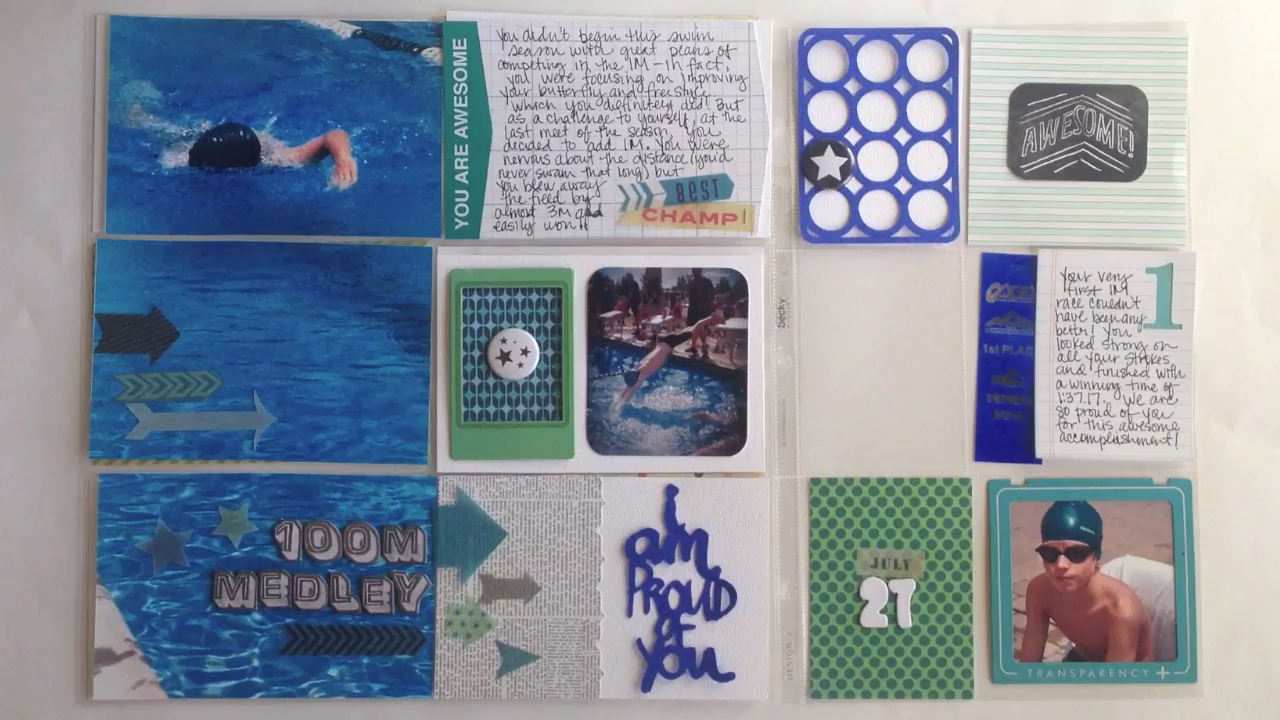 YOU ARE AWESOME
You didn't begin this swim
season with great plans of
competing in the IM - in fact,
you were focusing on improving
your butterfly and freestyle
which you definitely did! But
as a challenge to yourself, at the
last meet of the season, you
decided to add IM. You were
nervous about the distance (you'd
never swam that long) but
you blew away
the field by
almost 3M and
easily won it
BEST
CHAMP!
AWESOME!
becky
1st PLAC
1
Your very
first IM
race couldn't
have been any
better! You
looked strong on
all your strokes
and finished with
a winning time of
1:37.17. We are
so proud of you
for this awesome
accomplishment!
100M
MEDLEY
i
am
PROUD
of
you
DESIGN
JULY
27
TRANSPARENCY +